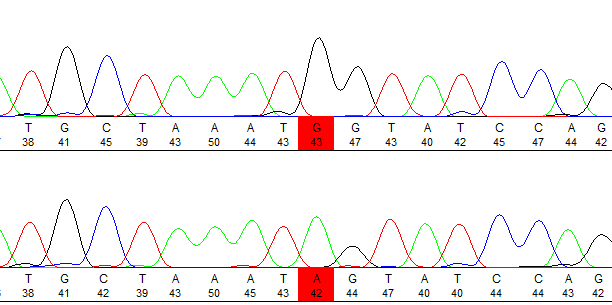 T G C T A A A T G G T A T C C A G
38 41 45 39 43 50 44 43 43 47 43 40 42 45 47 44 42
T G C T A A A T A G T A T C C A G
38 41 42 39 43 50 45 43 42 44 47 40 40 44 44 43 42